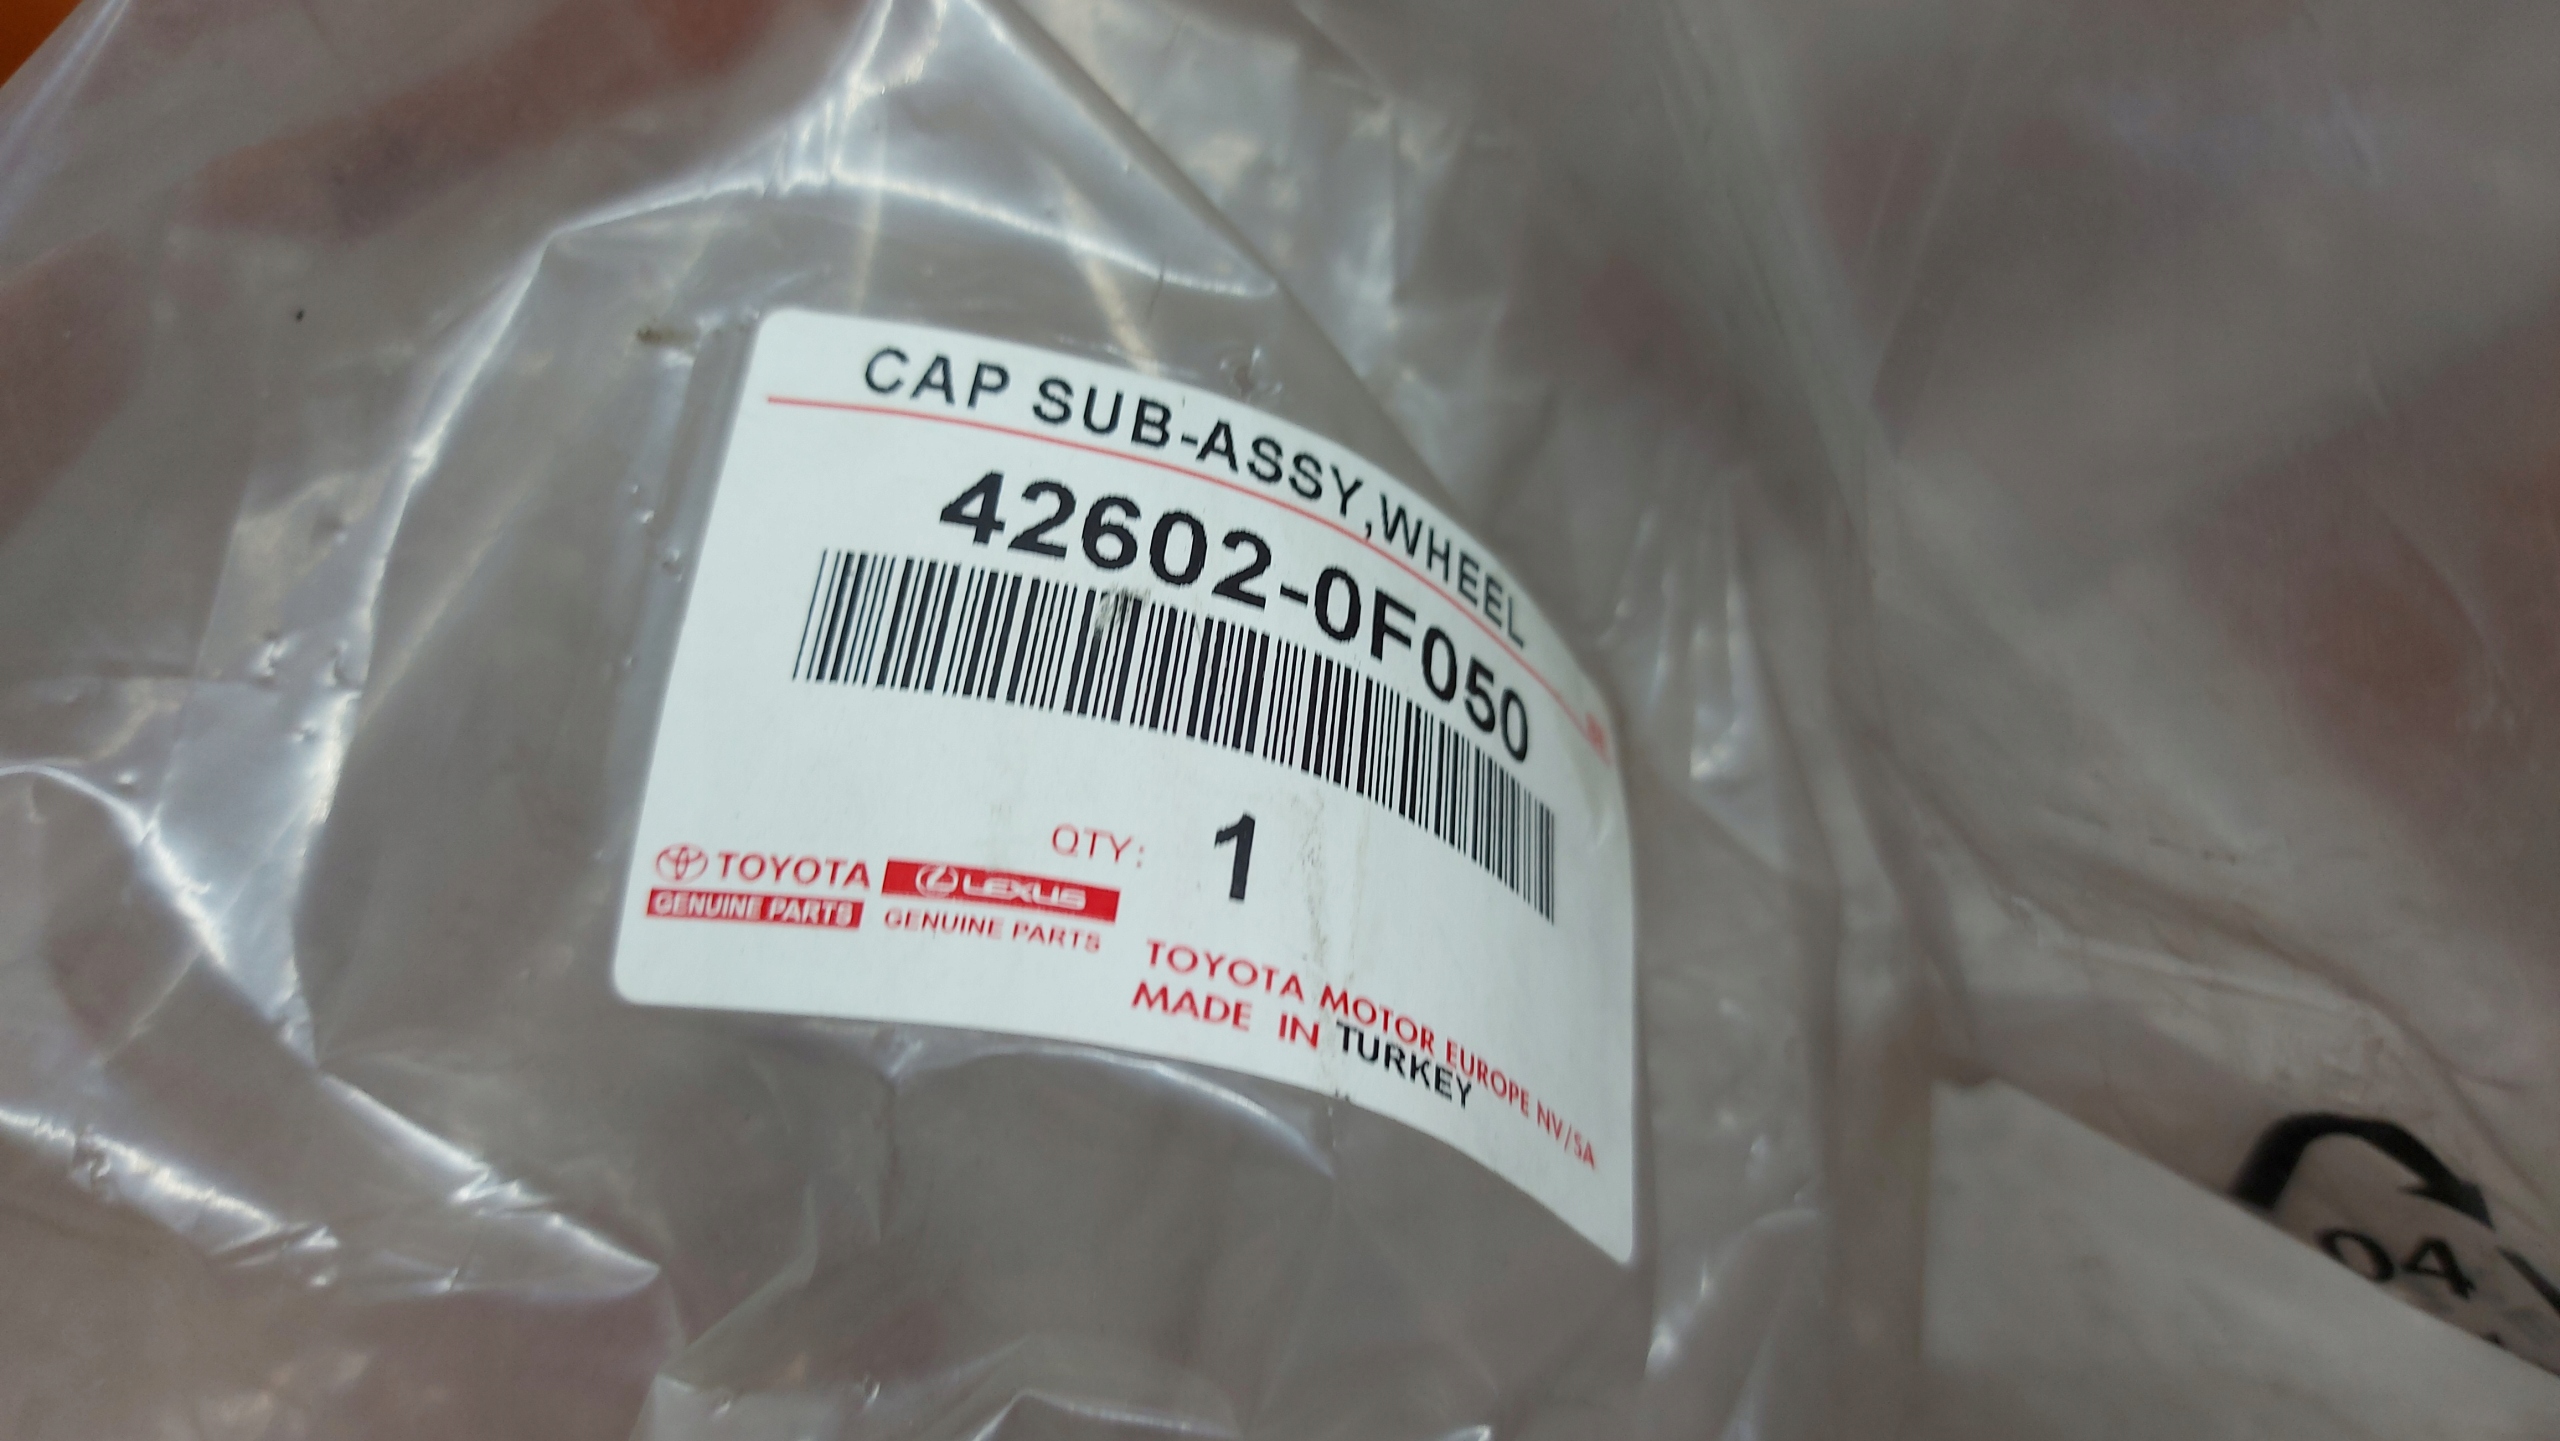 CAP SUB-ASSY,WHEEL
42602-0F050
QTY: 1
TOYOTA
GENUINE PARTS
LEXUS
GENUINE PARTS
TOYOTA MOTOR EUROPE NV/SA
MADE IN TURKEY
04